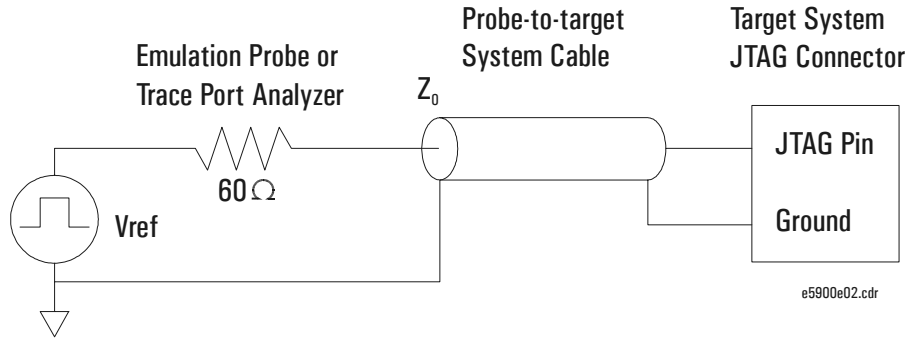 Probe-to-target
System Cable
Target System
JTAG Connector
Emulation Probe or
Trace Port Analyzer
Z₀
60 Ω
Vref
JTAG Pin
Ground
e5900e02.cdr